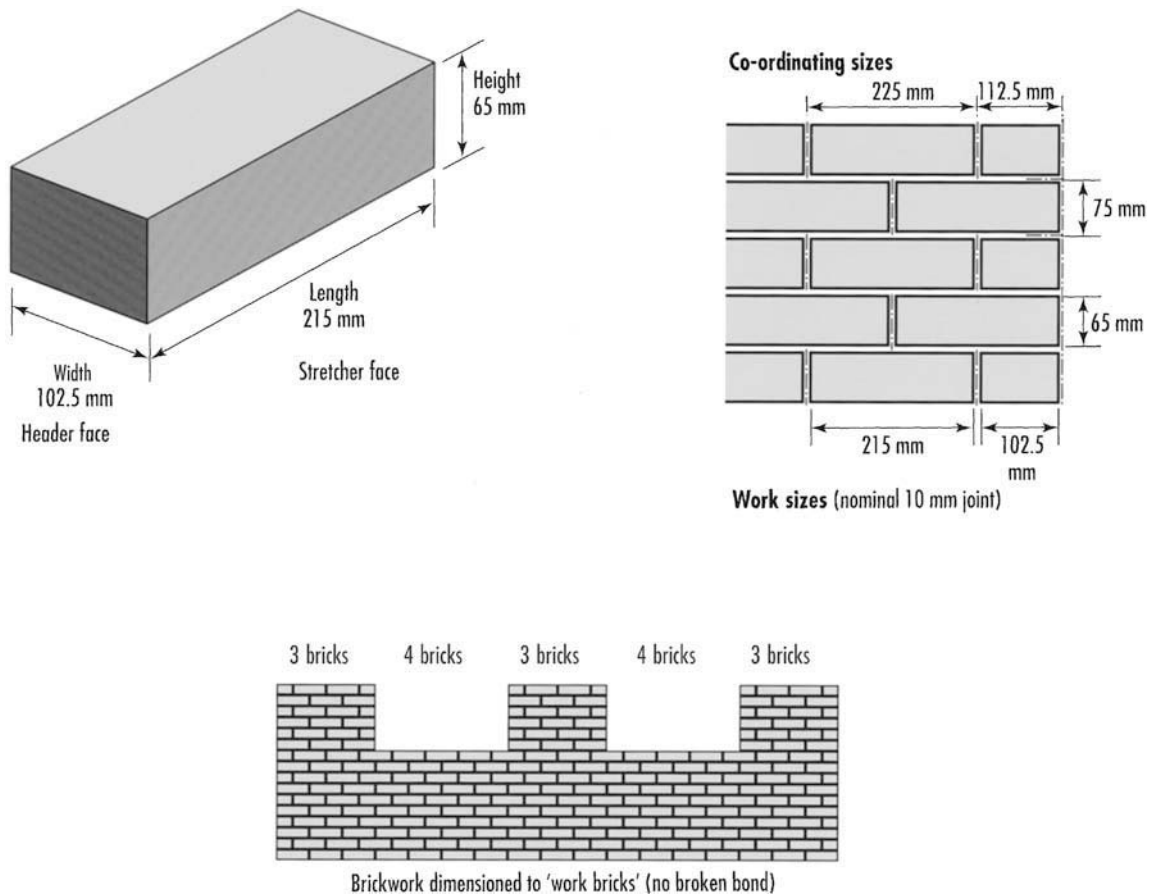 Height
65 mm
Length
215 mm
Width
102.5 mm
Stretcher face
Header face
Co-ordinating sizes
225 mm
112.5 mm
75 mm
65 mm
215 mm
102.5
mm
Work sizes (nominal 10 mm joint)
3 bricks
4 bricks
3 bricks
4 bricks
3 bricks
Brickwork dimensioned to 'work bricks' (no broken bond)